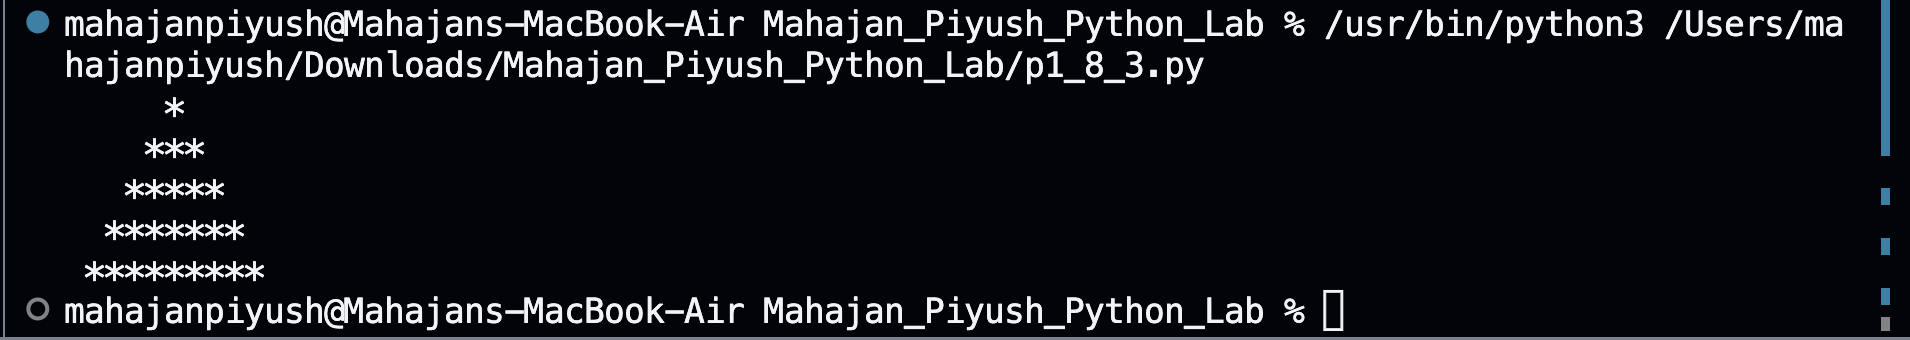 mahajanpiyush@Mahajans-MacBook-Air Mahajan_Piyush_Python_Lab % /usr/bin/python3 /Users/ma
hajanpiyush/Downloads/Mahajan_Piyush_Python_Lab/p1_8_3.py
     *
    ***
   *****
  *******
 *********
mahajanpiyush@Mahajans-MacBook-Air Mahajan_Piyush_Python_Lab %